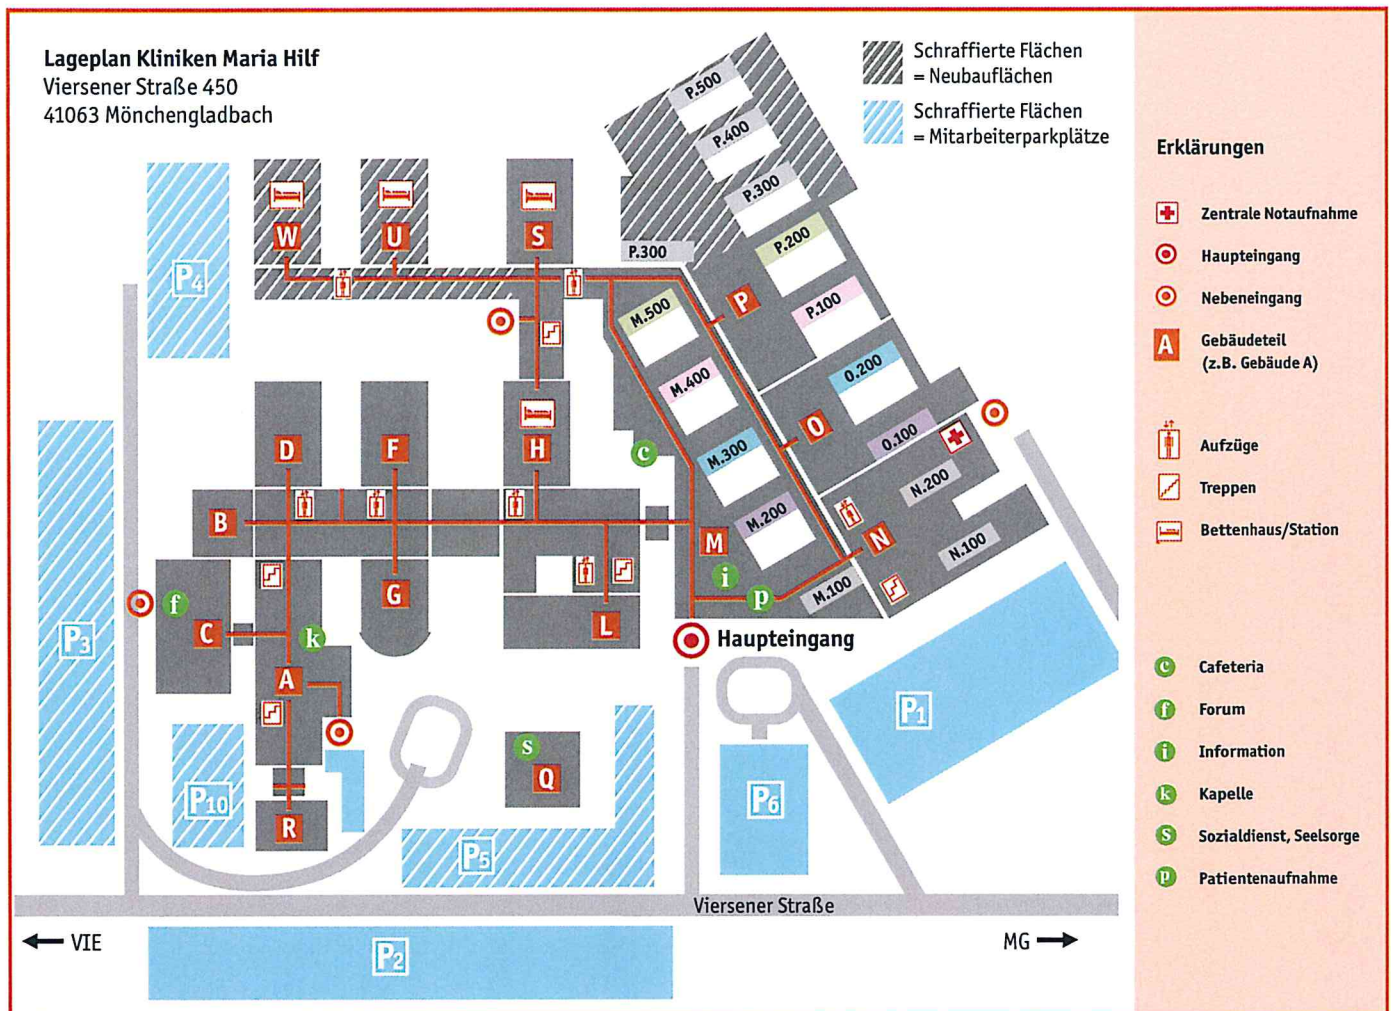 Lageplan Kliniken Maria Hilf
Viersener Straße 450
41063 Mönchengladbach
Schraffierte Flächen
= Neubauflächen
Schraffierte Flächen
= Mitarbeiterparkplätze
P.500
P.400
P.300
P.200
P.300
P.100
M.500
M.400
M.300
M.200
M.100
O.200
O.100
N.200
N.100
W
U
S
P
O
D
F
H
c
B
M
N
i
p
G
f
C
k
L
A
R
s
Q
P4
P3
P10
P5
P6
P1
P2
Haupteingang
Viersener Straße
VIE
MG
Erklärungen
Zentrale Notaufnahme
Haupteingang
Nebeneingang
A Gebäudeteil
(z.B. Gebäude A)
Aufzüge
Treppen
Bettenhaus/Station
c Cafeteria
f Forum
i Information
k Kapelle
s Sozialdienst, Seelsorge
p Patientenaufnahme